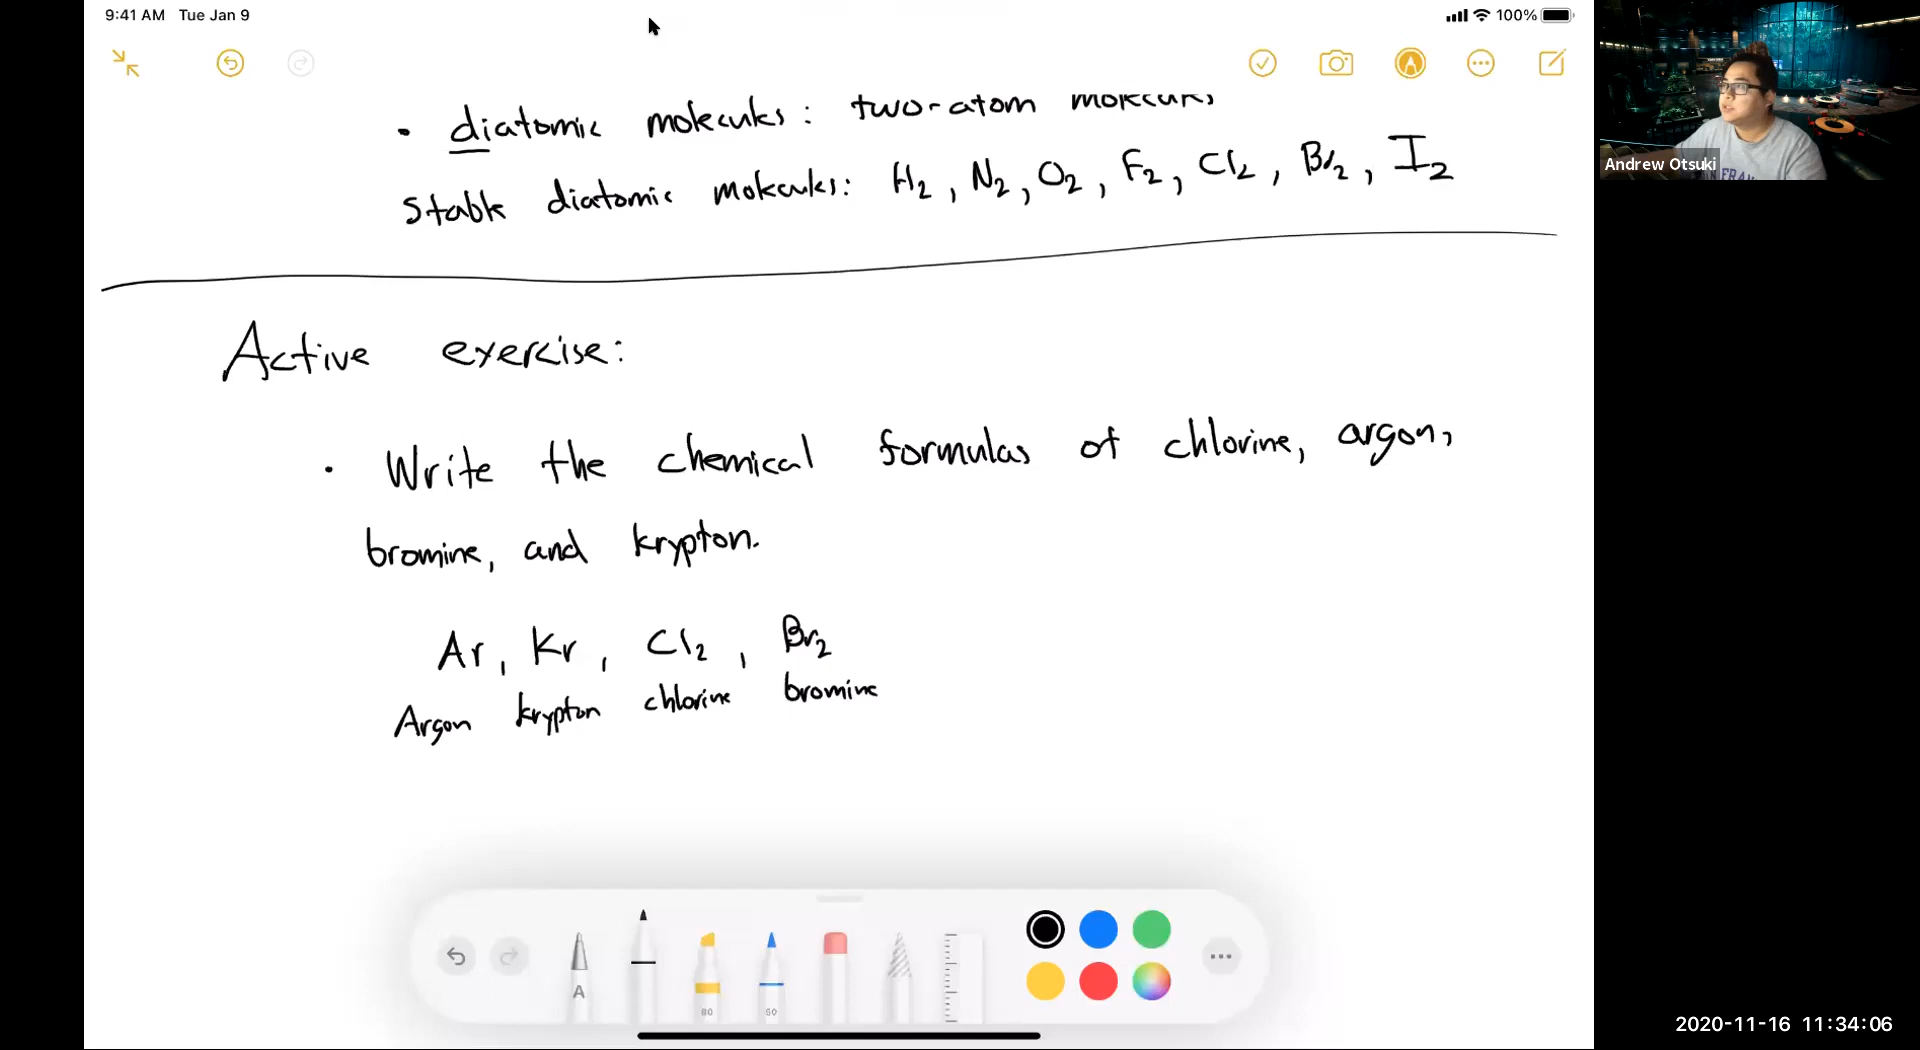 9:41 AM Tue Jan 9
100%
• diatomic molecules: two-atom molecules
Stable diatomic molecules: H₂, N₂, O₂, F₂, Cl₂, Br₂, I₂
Andrew Otsuki
Active exercise:
• Write the chemical formulas of chlorine, argon,
bromine, and krypton.
Ar, Kr, Cl₂, Br₂
Argon krypton chlorine bromine
A
80
50
2020-11-16 11:34:06